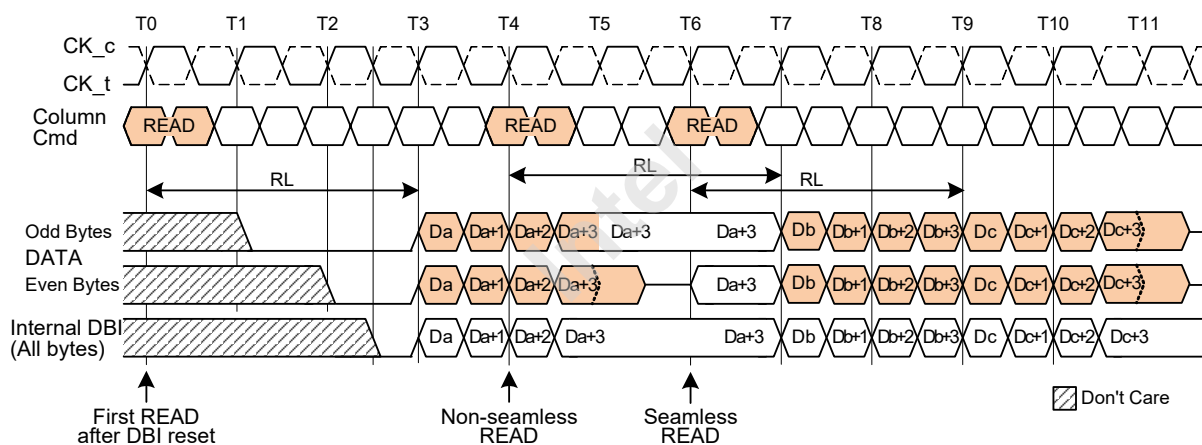 T0 T1 T2 T3 T4 T5 T6 T7 T8 T9 T10 T11
CK_c
CK_t
Column
Cmd
READ READ READ
RL RL RL
Odd Bytes
Da Da+1 Da+2 Da+3 Da+3 Da+3 Db Db+1 Db+2 Db+3 Dc Dc+1 Dc+2 Dc+3
DATA
Even Bytes
Da Da+1 Da+2 Da+3 Da+3 Db Db+1 Db+2 Db+3 Dc Dc+1 Dc+2 Dc+3
Internal DBI
(All bytes)
Da Da+1 Da+2 Da+3 Da+3 Db Db+1 Db+2 Db+3 Dc Dc+1 Dc+2 Dc+3
First READ
after DBI reset
Non-seamless
READ
Seamless
READ
Don't Care
Intel